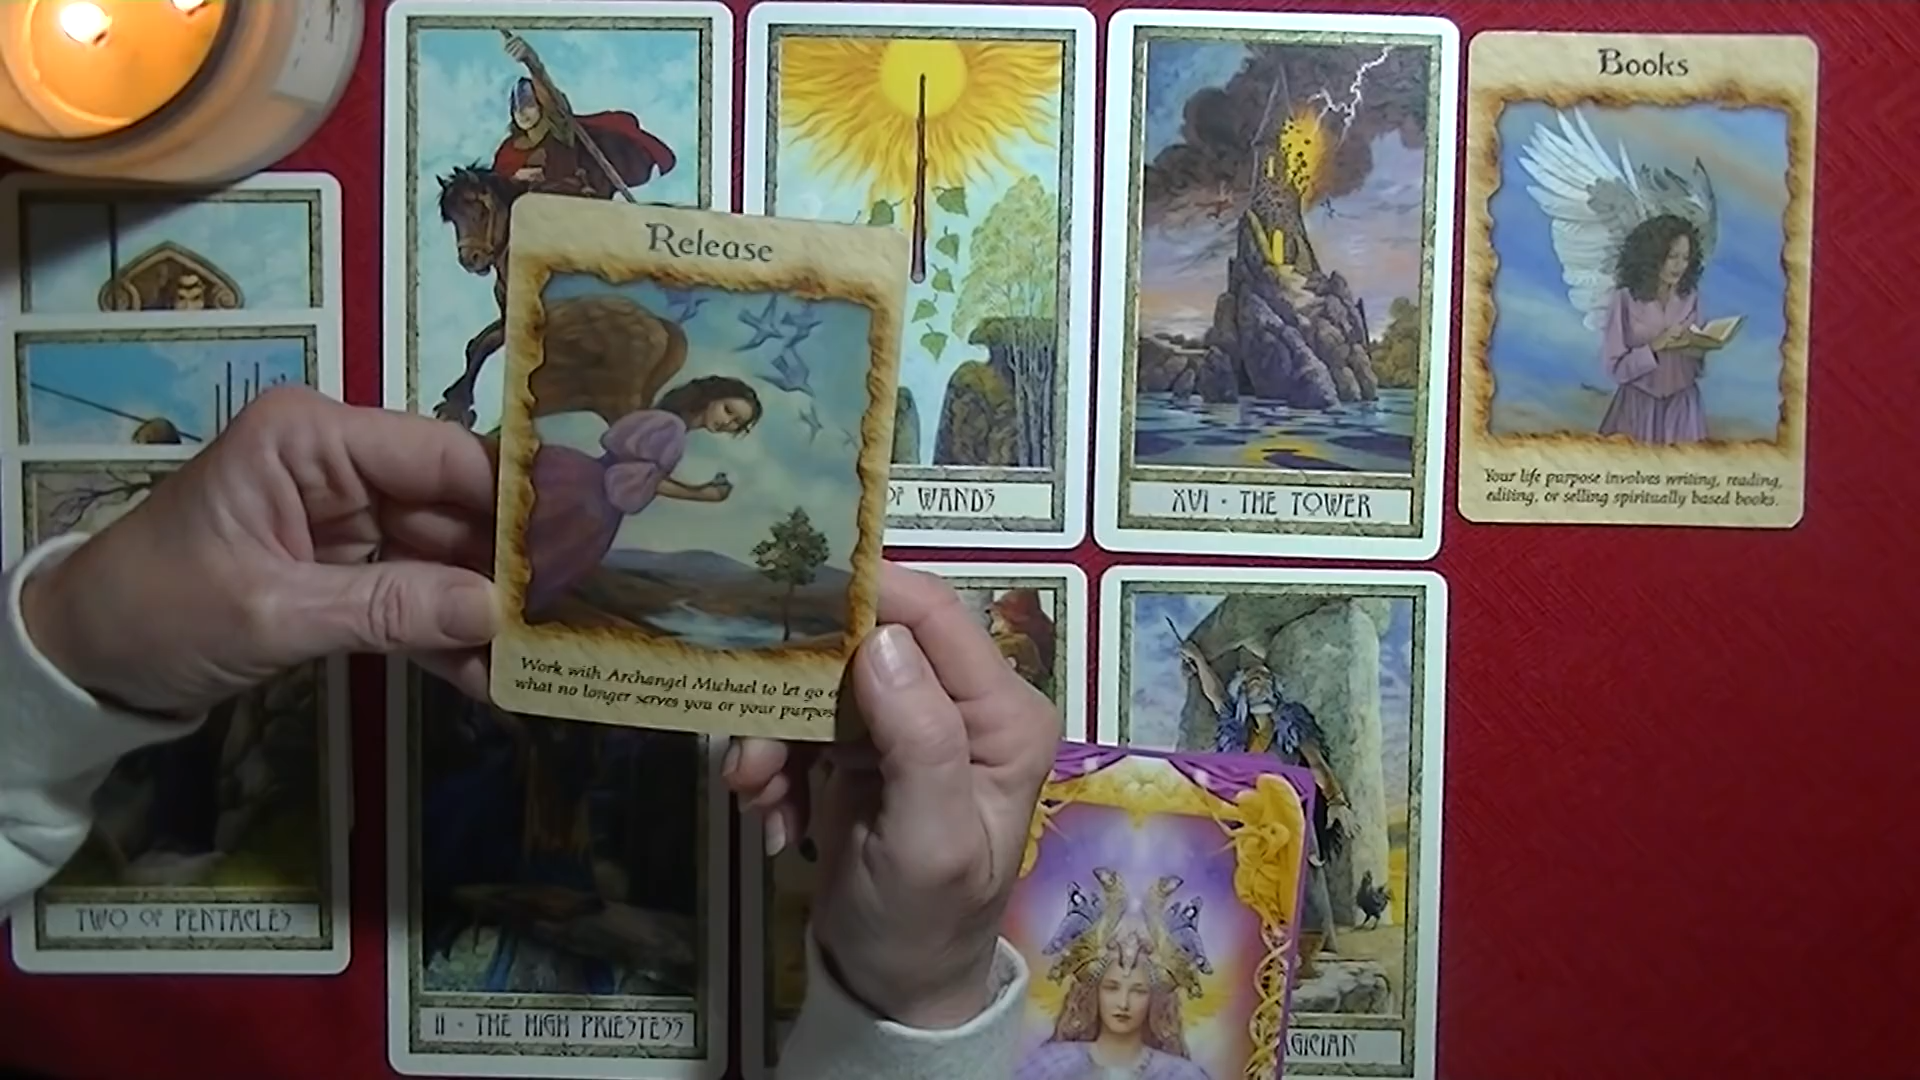 Books
Release
OF WANDS
XVI · THE TOWER
Your life purpose involves writing, reading,
editing, or selling spiritually based books.
Work with Archangel Michael to let go
what no longer serves you or your
TWO OF PENTACLES
II · THE HIGH PRIESTESS